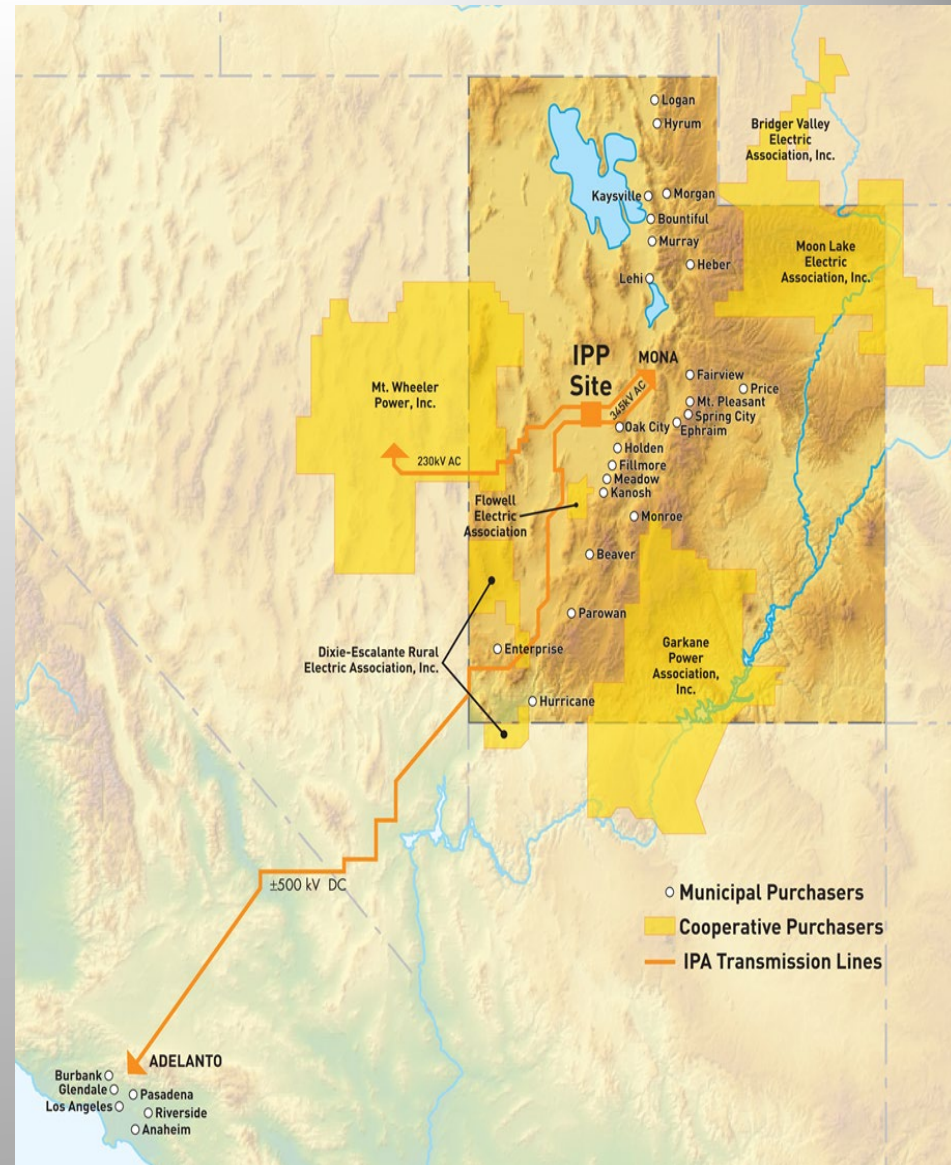 Logan
Hyrum
Bridger Valley
Electric
Association, Inc.
Kaysville
Morgan
Bountiful
Murray
Moon Lake
Electric
Association, Inc.
Heber
Lehi
IPP
Site
MONA
345kV AC
Mt. Wheeler
Power, Inc.
230kV AC
Fairview
Price
Mt. Pleasant
Spring City
Ephraim
Oak City
Holden
Fillmore
Meadow
Kanosh
Flowell
Electric
Association
Monroe
Beaver
Parowan
Dixie-Escalante Rural
Electric Association, Inc.
Enterprise
Garkane
Power
Association,
Inc.
Hurricane
±500 kV DC
Municipal Purchasers
Cooperative Purchasers
IPA Transmission Lines
ADELANTO
Burbank
Glendale
Pasadena
Los Angeles
Riverside
Anaheim